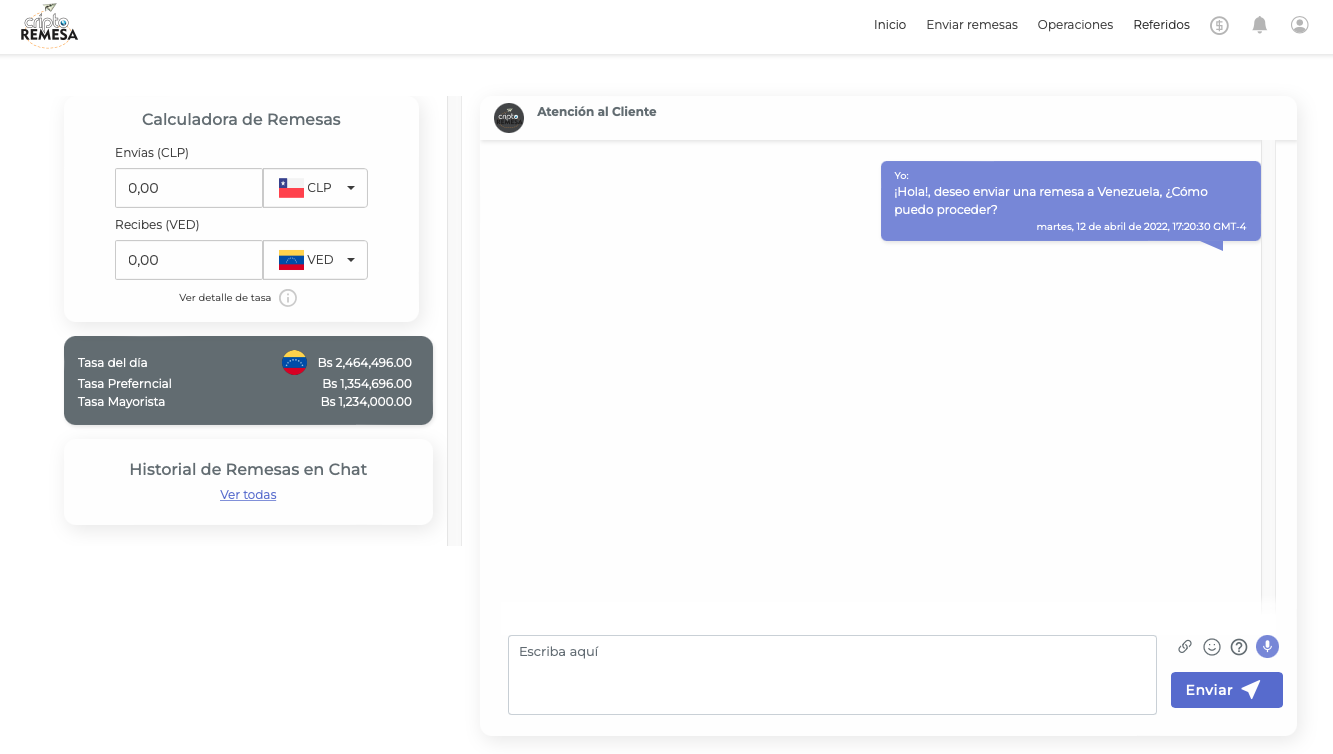 cripto
REMESA
Inicio
Enviar remesas
Operaciones
Referidos
Calculadora de Remesas
Envías (CLP)
0,00
CLP
Recibes (VED)
0,00
VED
Ver detalle de tasa
Tasa del día
Bs 2,464,496.00
Tasa Preferncial
Bs 1,354,696.00
Tasa Mayorista
Bs 1,234,000.00
Historial de Remesas en Chat
Ver todas
cripto
REMESA
Atención al Cliente
Yo:
¡Hola!, deseo enviar una remesa a Venezuela, ¿Cómo
puedo proceder?
martes, 12 de abril de 2022, 17:20:30 GMT-4
Escriba aquí
Enviar